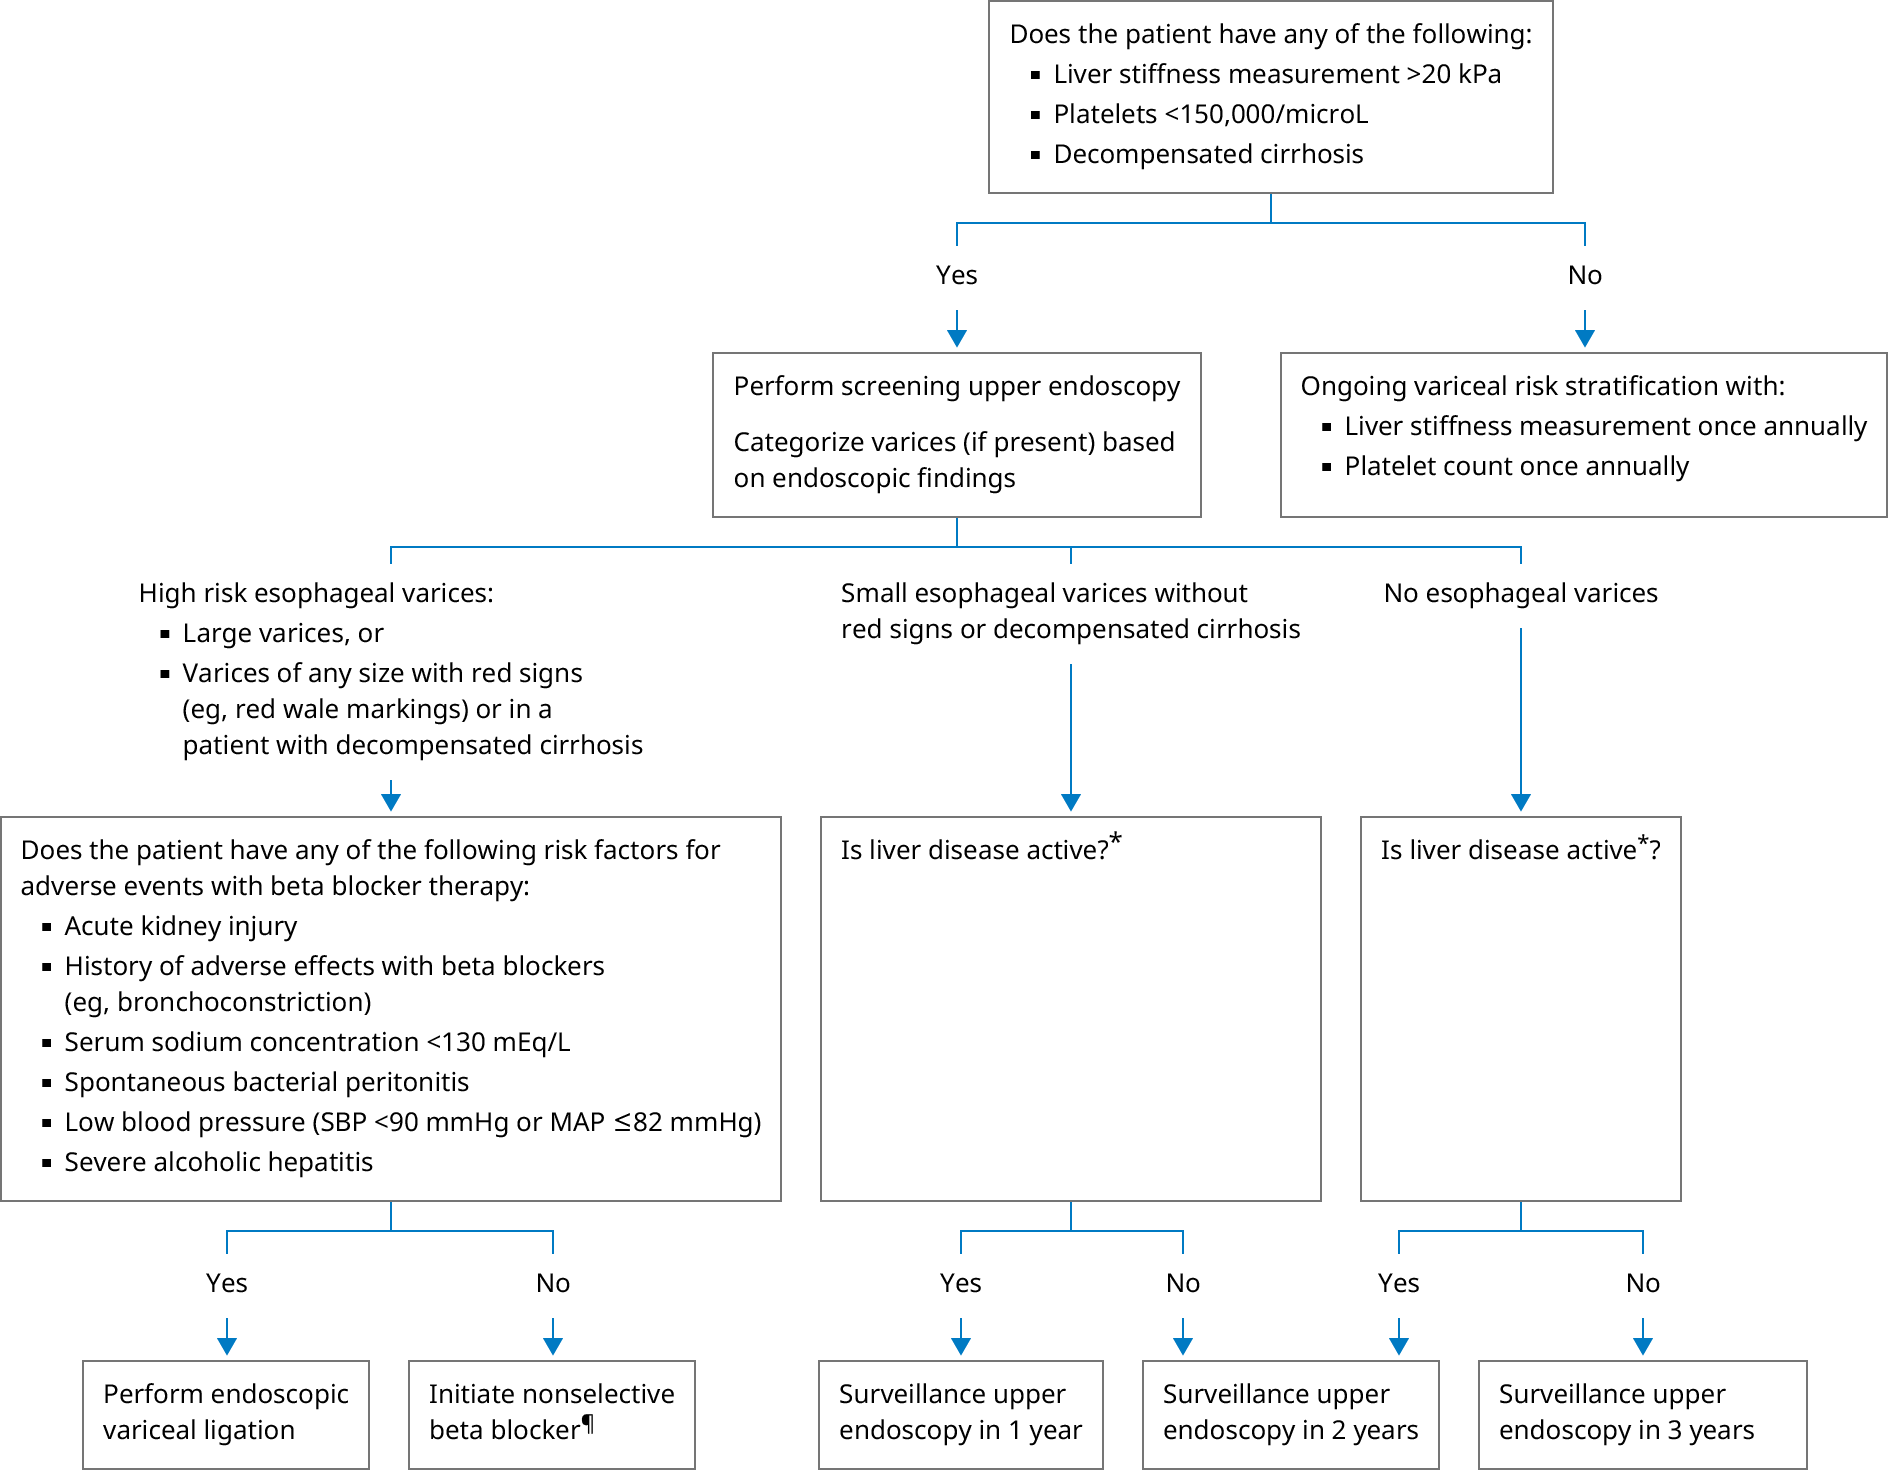 Does the patient have any of the following:
▪ Liver stiffness measurement >20 kPa
▪ Platelets <150,000/microL
▪ Decompensated cirrhosis
Yes
No
Perform screening upper endoscopy
Categorize varices (if present) based
on endoscopic findings
Ongoing variceal risk stratification with:
▪ Liver stiffness measurement once annually
▪ Platelet count once annually
High risk esophageal varices:
▪ Large varices, or
▪ Varices of any size with red signs
(eg, red wale markings) or in a
patient with decompensated cirrhosis
Small esophageal varices without
red signs or decompensated cirrhosis
No esophageal varices
Does the patient have any of the following risk factors for
adverse events with beta blocker therapy:
▪ Acute kidney injury
▪ History of adverse effects with beta blockers
(eg, bronchoconstriction)
▪ Serum sodium concentration <130 mEq/L
▪ Spontaneous bacterial peritonitis
▪ Low blood pressure (SBP <90 mmHg or MAP ≤82 mmHg)
▪ Severe alcoholic hepatitis
Is liver disease active?*
Is liver disease active*?
Yes
No
Yes
No
Yes
No
Perform endoscopic
variceal ligation
Initiate nonselective
beta blocker¶
Surveillance upper
endoscopy in 1 year
Surveillance upper
endoscopy in 2 years
Surveillance upper
endoscopy in 3 years